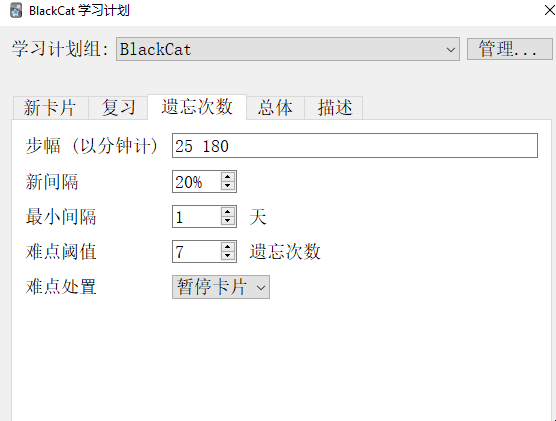 BlackCat 学习计划
学习计划组: BlackCat 管理...
新卡片 复习 遗忘次数 总体 描述
步幅 (以分钟计) 25 180
新间隔 20%
最小间隔 1 天
难点阈值 7 遗忘次数
难点处置 暂停卡片